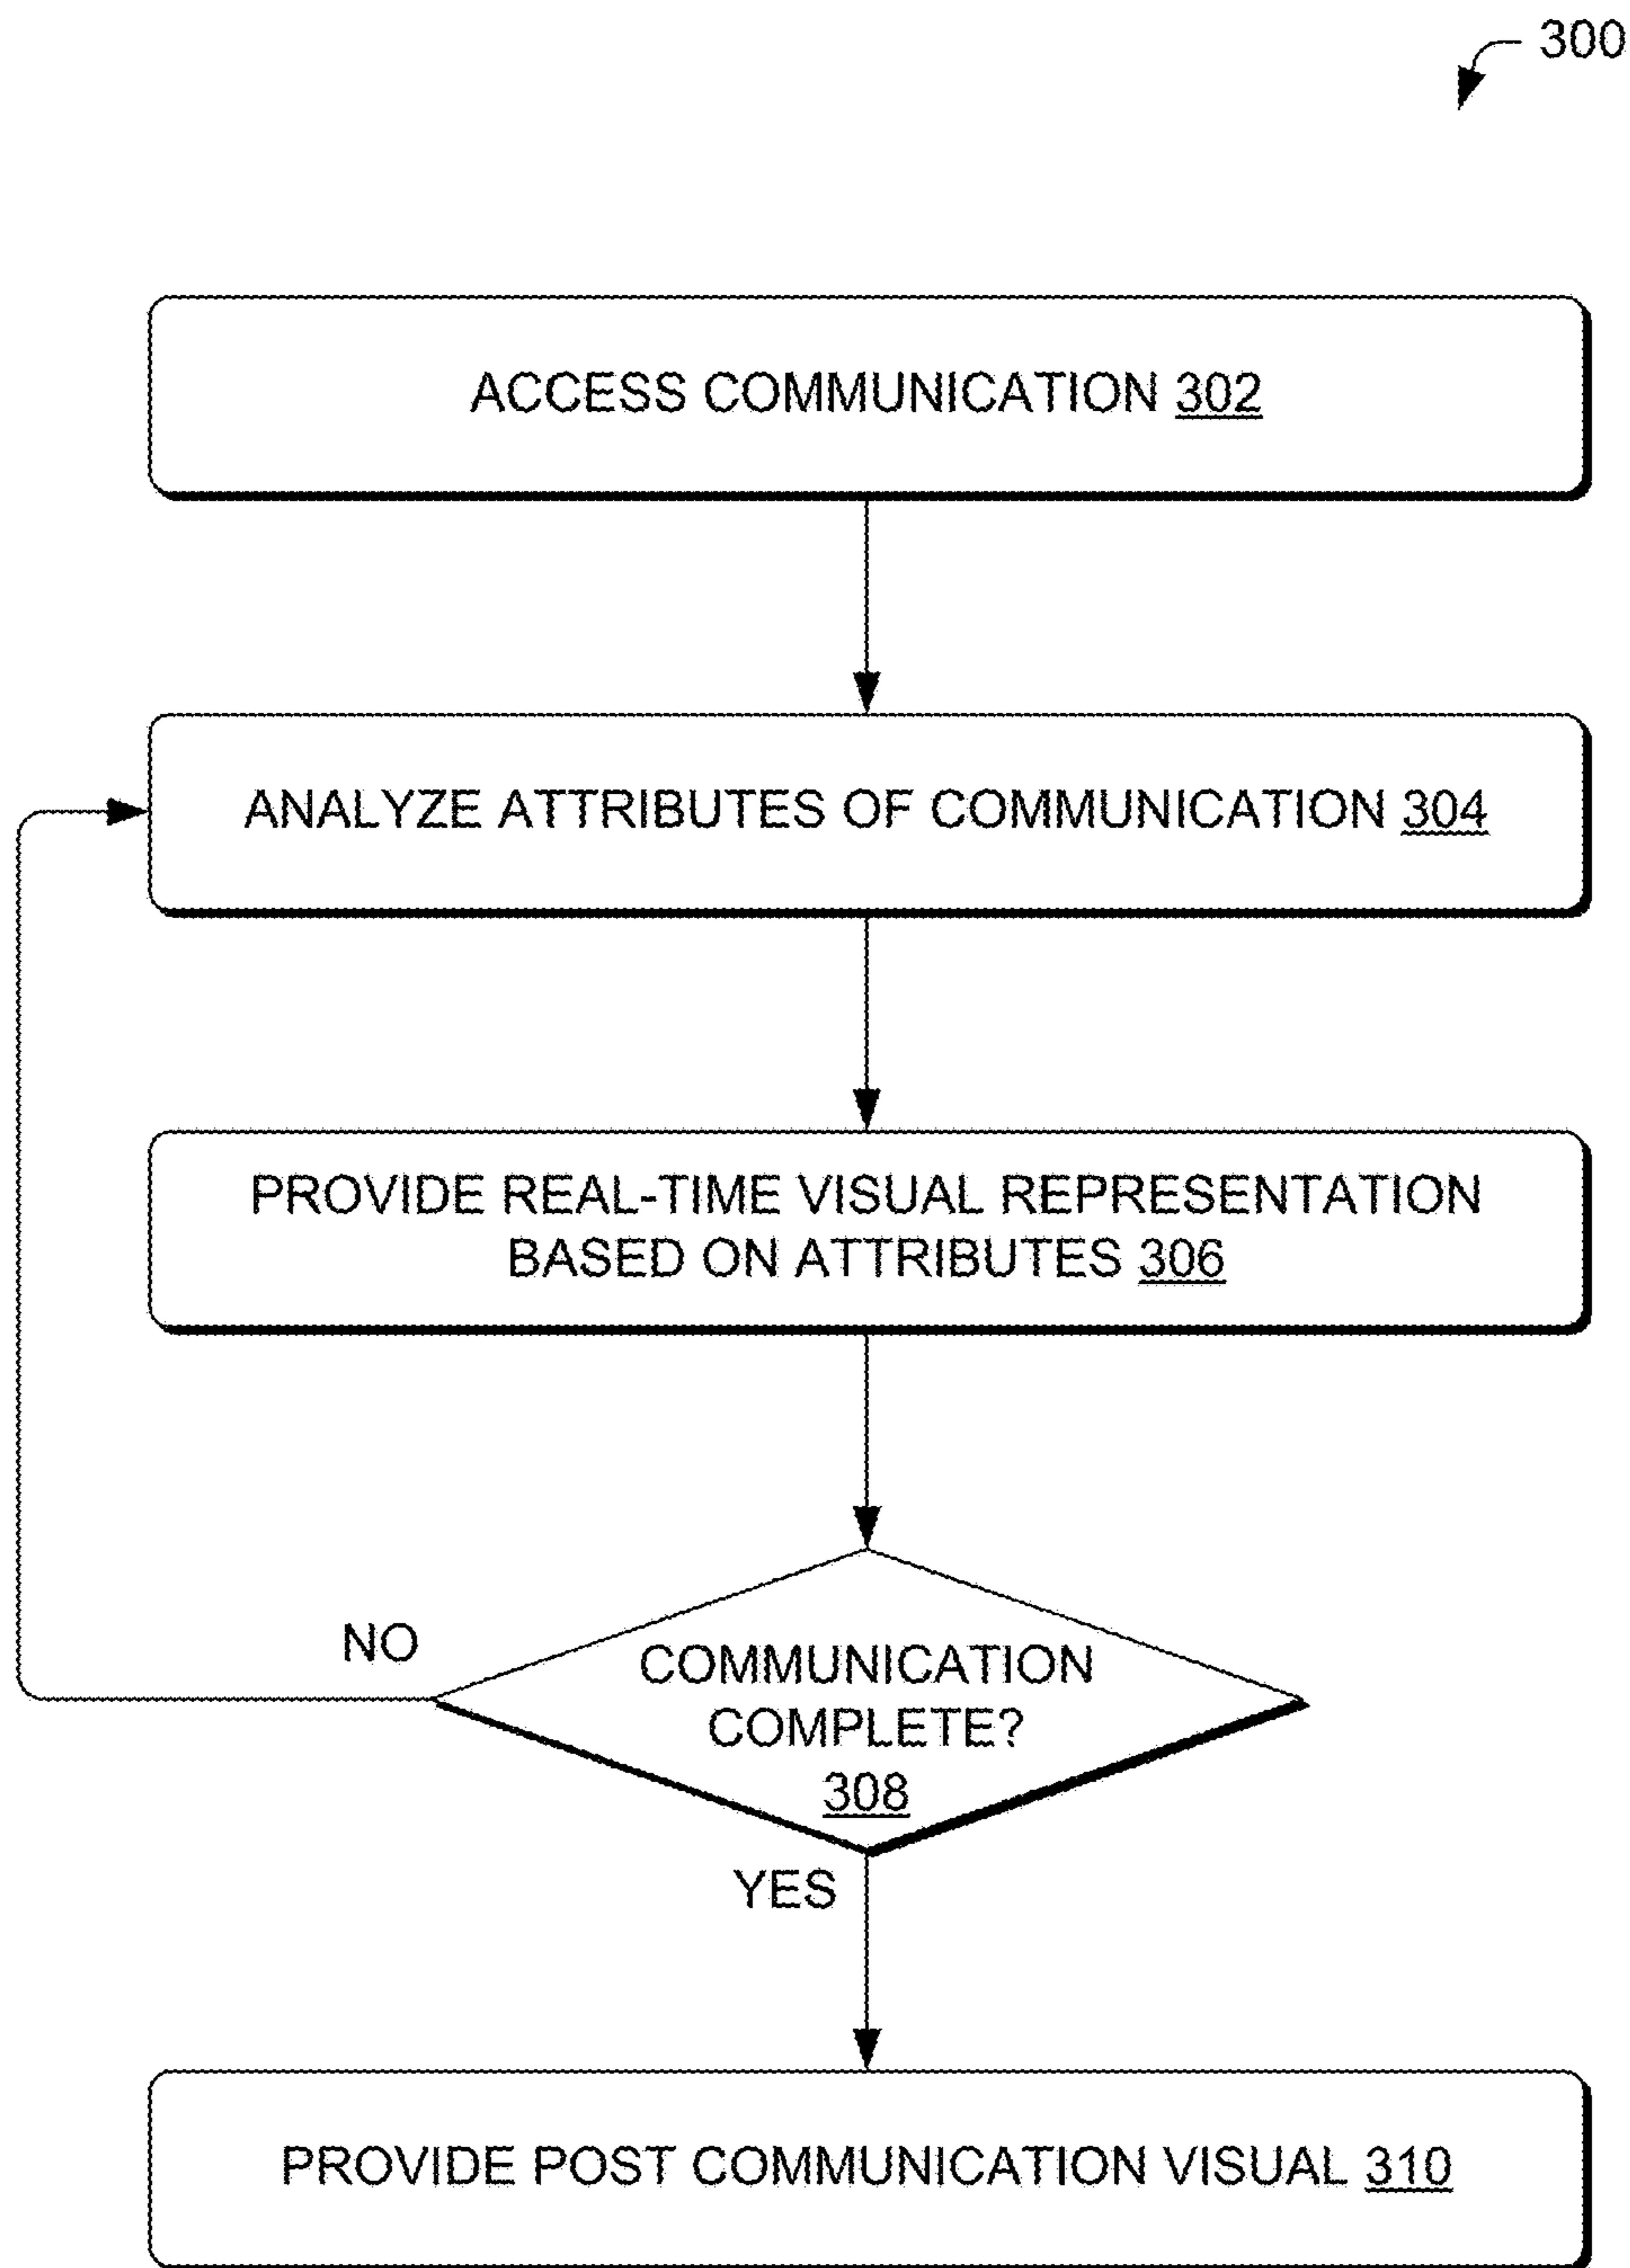 300
ACCESS COMMUNICATION 302
ANALYZE ATTRIBUTES OF COMMUNICATION 304
PROVIDE REAL-TIME VISUAL REPRESENTATION
BASED ON ATTRIBUTES 306
NO
COMMUNICATION
COMPLETE?
308
YES
PROVIDE POST COMMUNICATION VISUAL 310